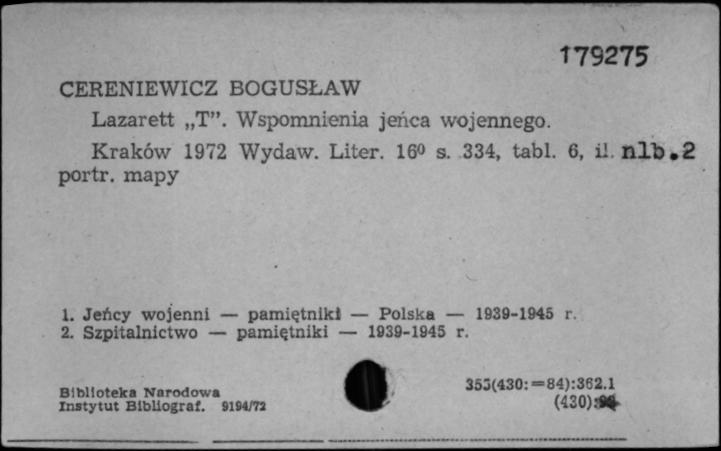 179275
CERENIEWICZ BOGUSŁAW
Lazarett „T”. Wspomnienia jeńca wojennego.
Kraków 1972 Wydaw. Liter. 16⁰ s. 334, tabl. 6, il. nlb.2
portr. mapy
1. Jeńcy wojenni — pamiętniki — Polska — 1939-1945 r.
2. Szpitalnictwo — pamiętniki — 1939-1945 r.
Biblioteka Narodowa
Instytut Bibliograf. 9194/72
355(430:=84):362.1
(430):